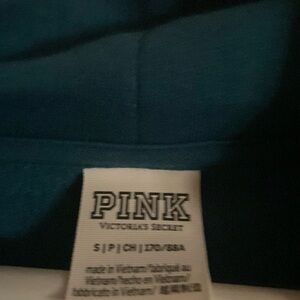 PINK
VICTORIA'S SECRET
S | P | CH | 170/88A
made in Vietnam/fabriqué au
Vietnam/hecho en Vietnam/
fabbricato in Vietnam/